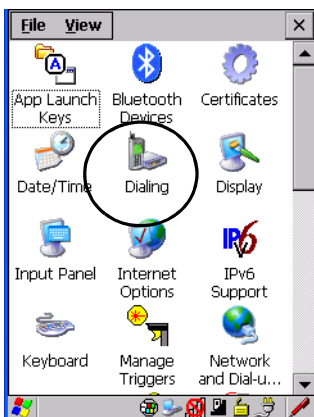 File View
App Launch Bluetooth Certificates
Keys Devices
Date/Time Dialing Display
IPv6
Input Panel Internet IPv6
Options Support
Keyboard Manage Network
Triggers and Dial-u...